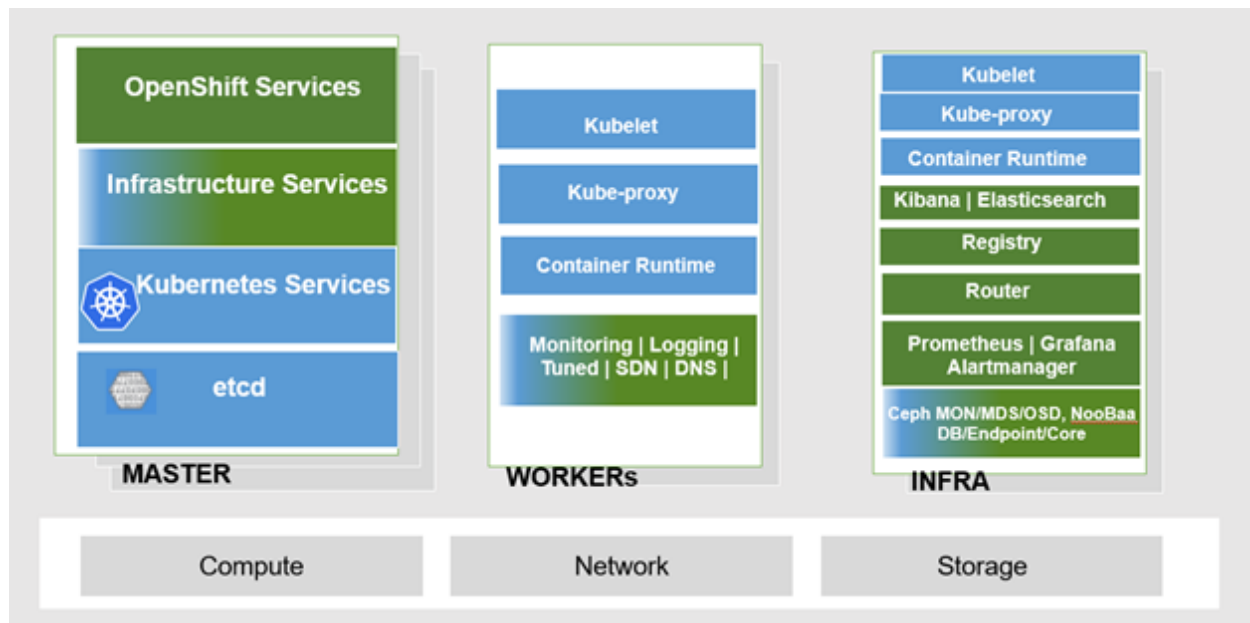 OpenShift Services
Infrastructure Services
Kubernetes Services
etcd
MASTER
Kubelet
Kube-proxy
Container Runtime
Monitoring | Logging |
Tuned | SDN | DNS |
WORKERs
Kubelet
Kube-proxy
Container Runtime
Kibana | Elasticsearch
Registry
Router
Prometheus | Grafana
Alartmanager
Ceph MON/MDS/OSD, NooBaa
DB/Endpoint/Core
INFRA
Compute
Network
Storage